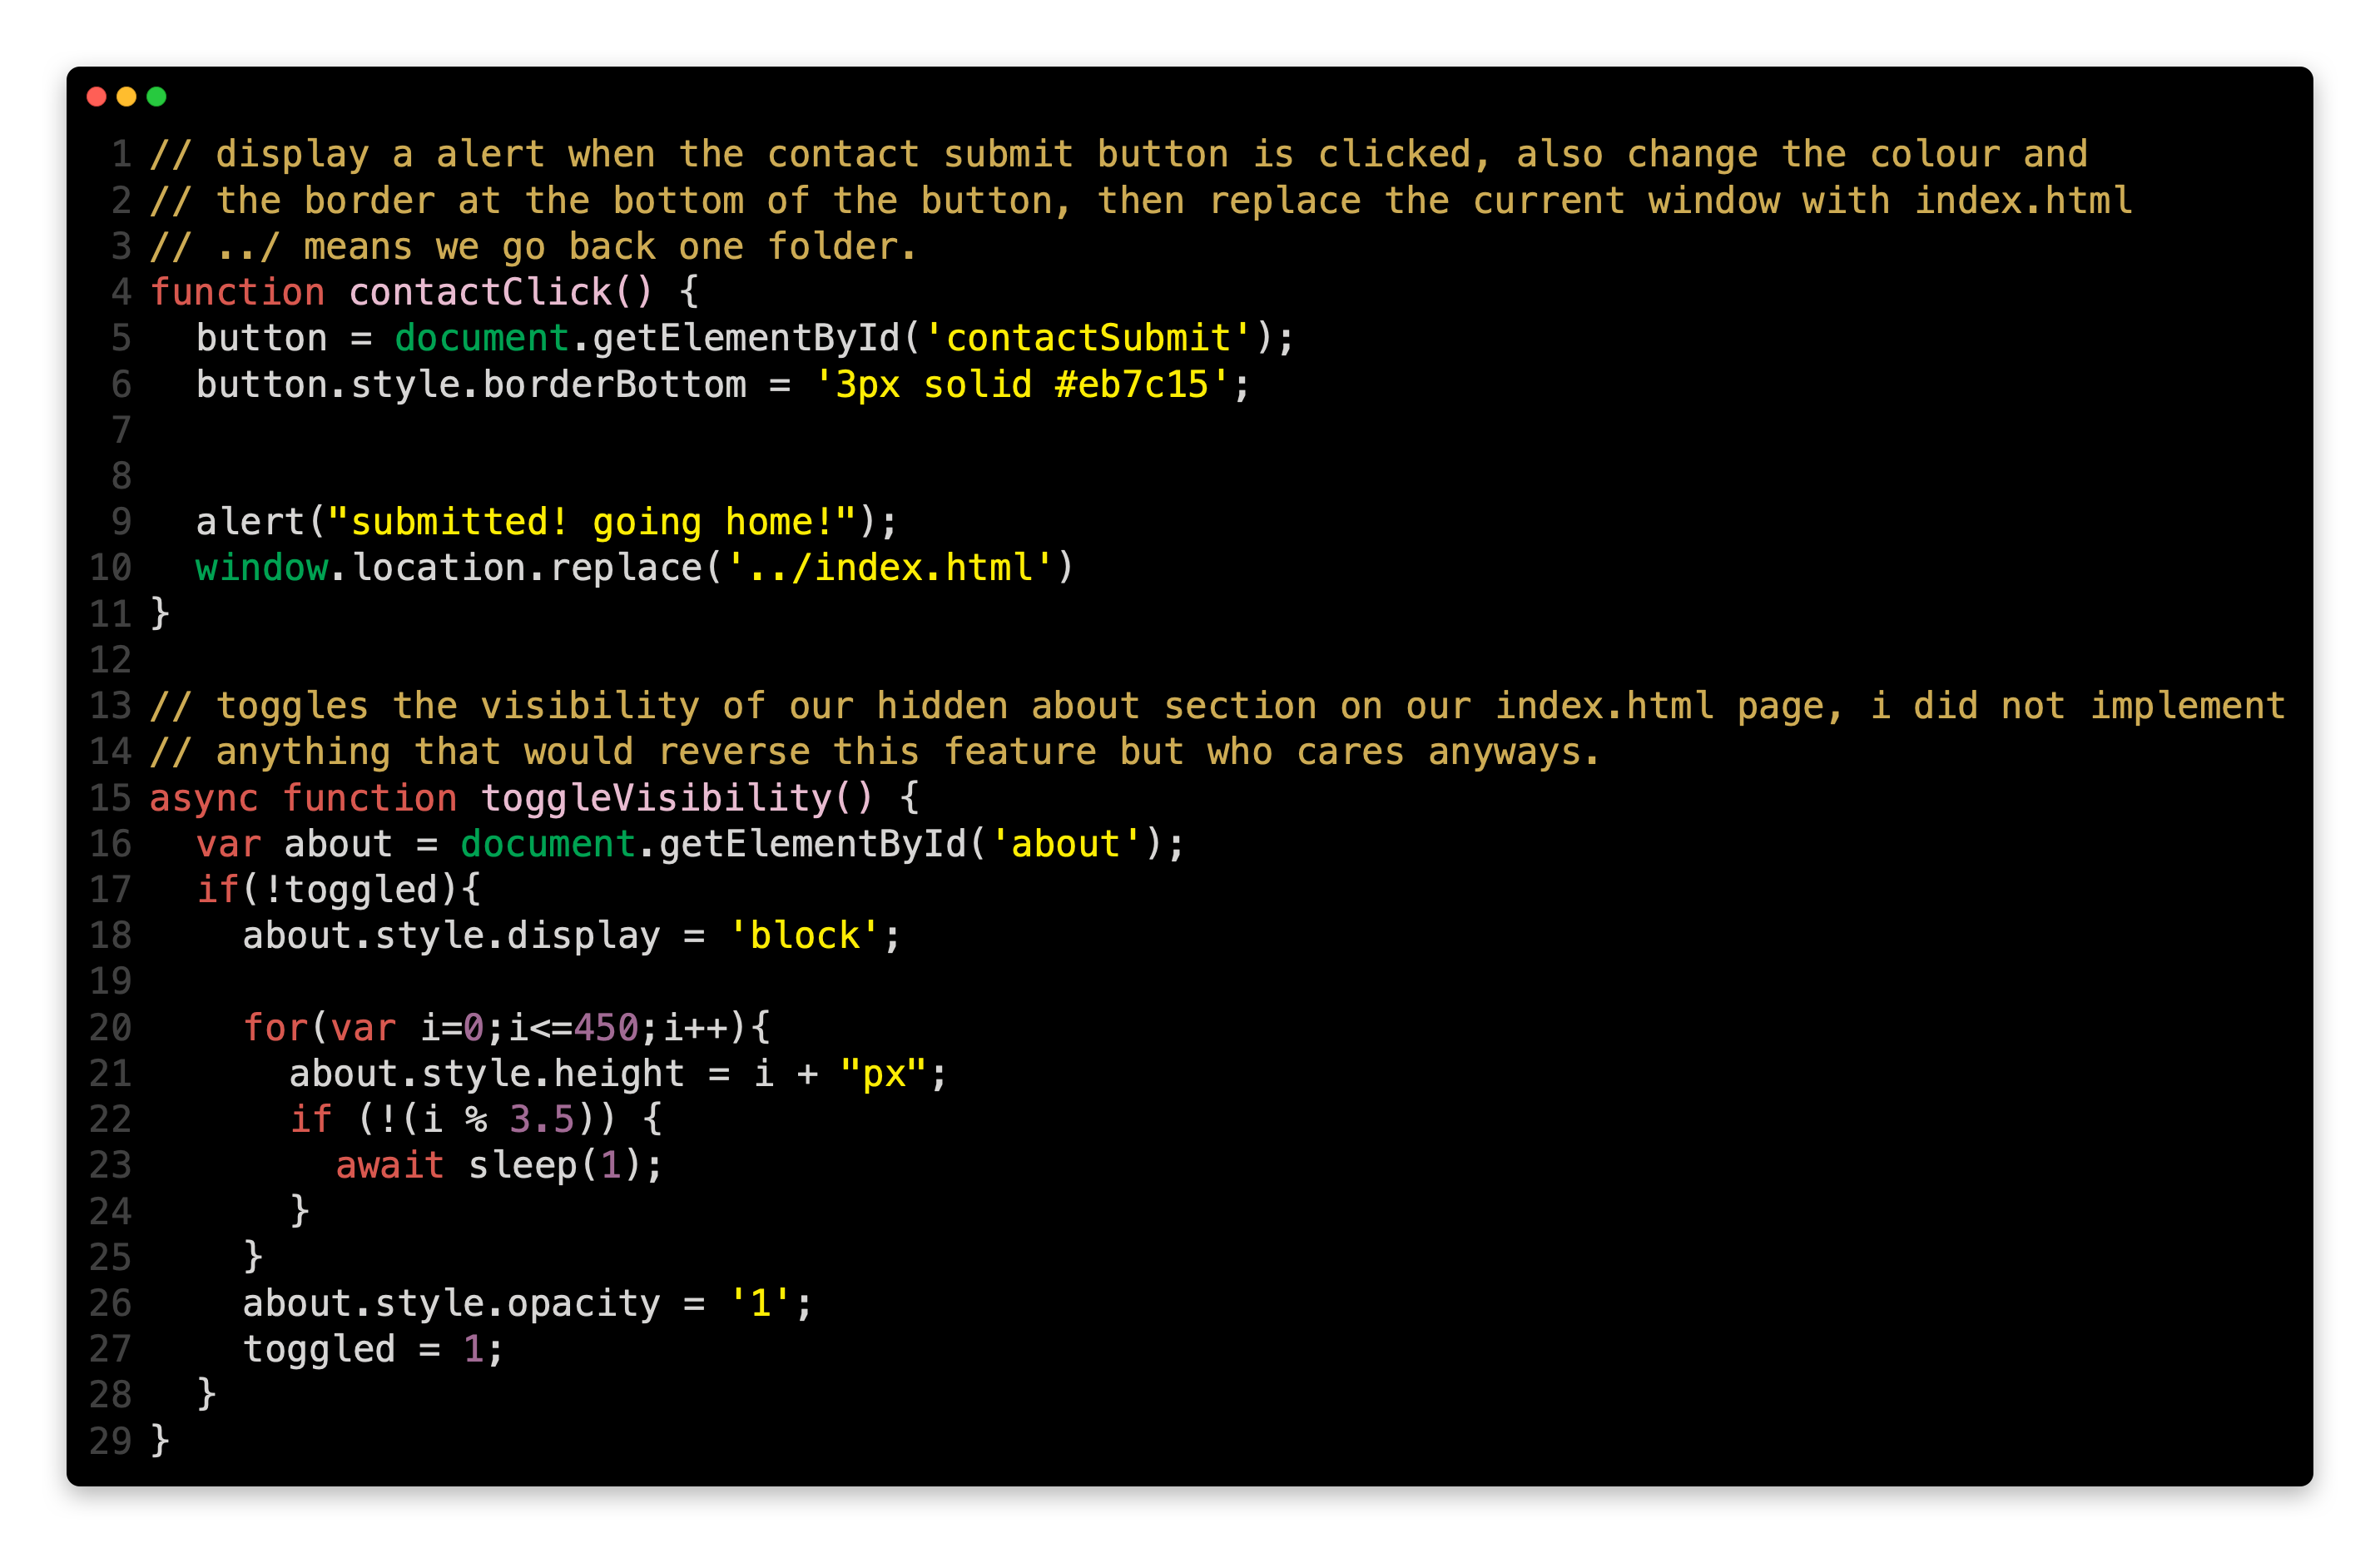 1 // display a alert when the contact submit button is clicked, also change the colour and
2 // the border at the bottom of the button, then replace the current window with index.html
3 // ../ means we go back one folder.
4 function contactClick() {
5   button = document.getElementById('contactSubmit');
6   button.style.borderBottom = '3px solid #eb7c15';
7
8
9   alert("submitted! going home!");
10   window.location.replace('../index.html')
11 }
12
13 // toggles the visibility of our hidden about section on our index.html page, i did not implement
14 // anything that would reverse this feature but who cares anyways.
15 async function toggleVisibility() {
16   var about = document.getElementById('about');
17   if(!toggled){
18     about.style.display = 'block';
19
20     for(var i=0;i<=450;i++){
21       about.style.height = i + "px";
22       if (!(i % 3.5)) {
23         await sleep(1);
24       }
25     }
26     about.style.opacity = '1';
27     toggled = 1;
28   }
29 }